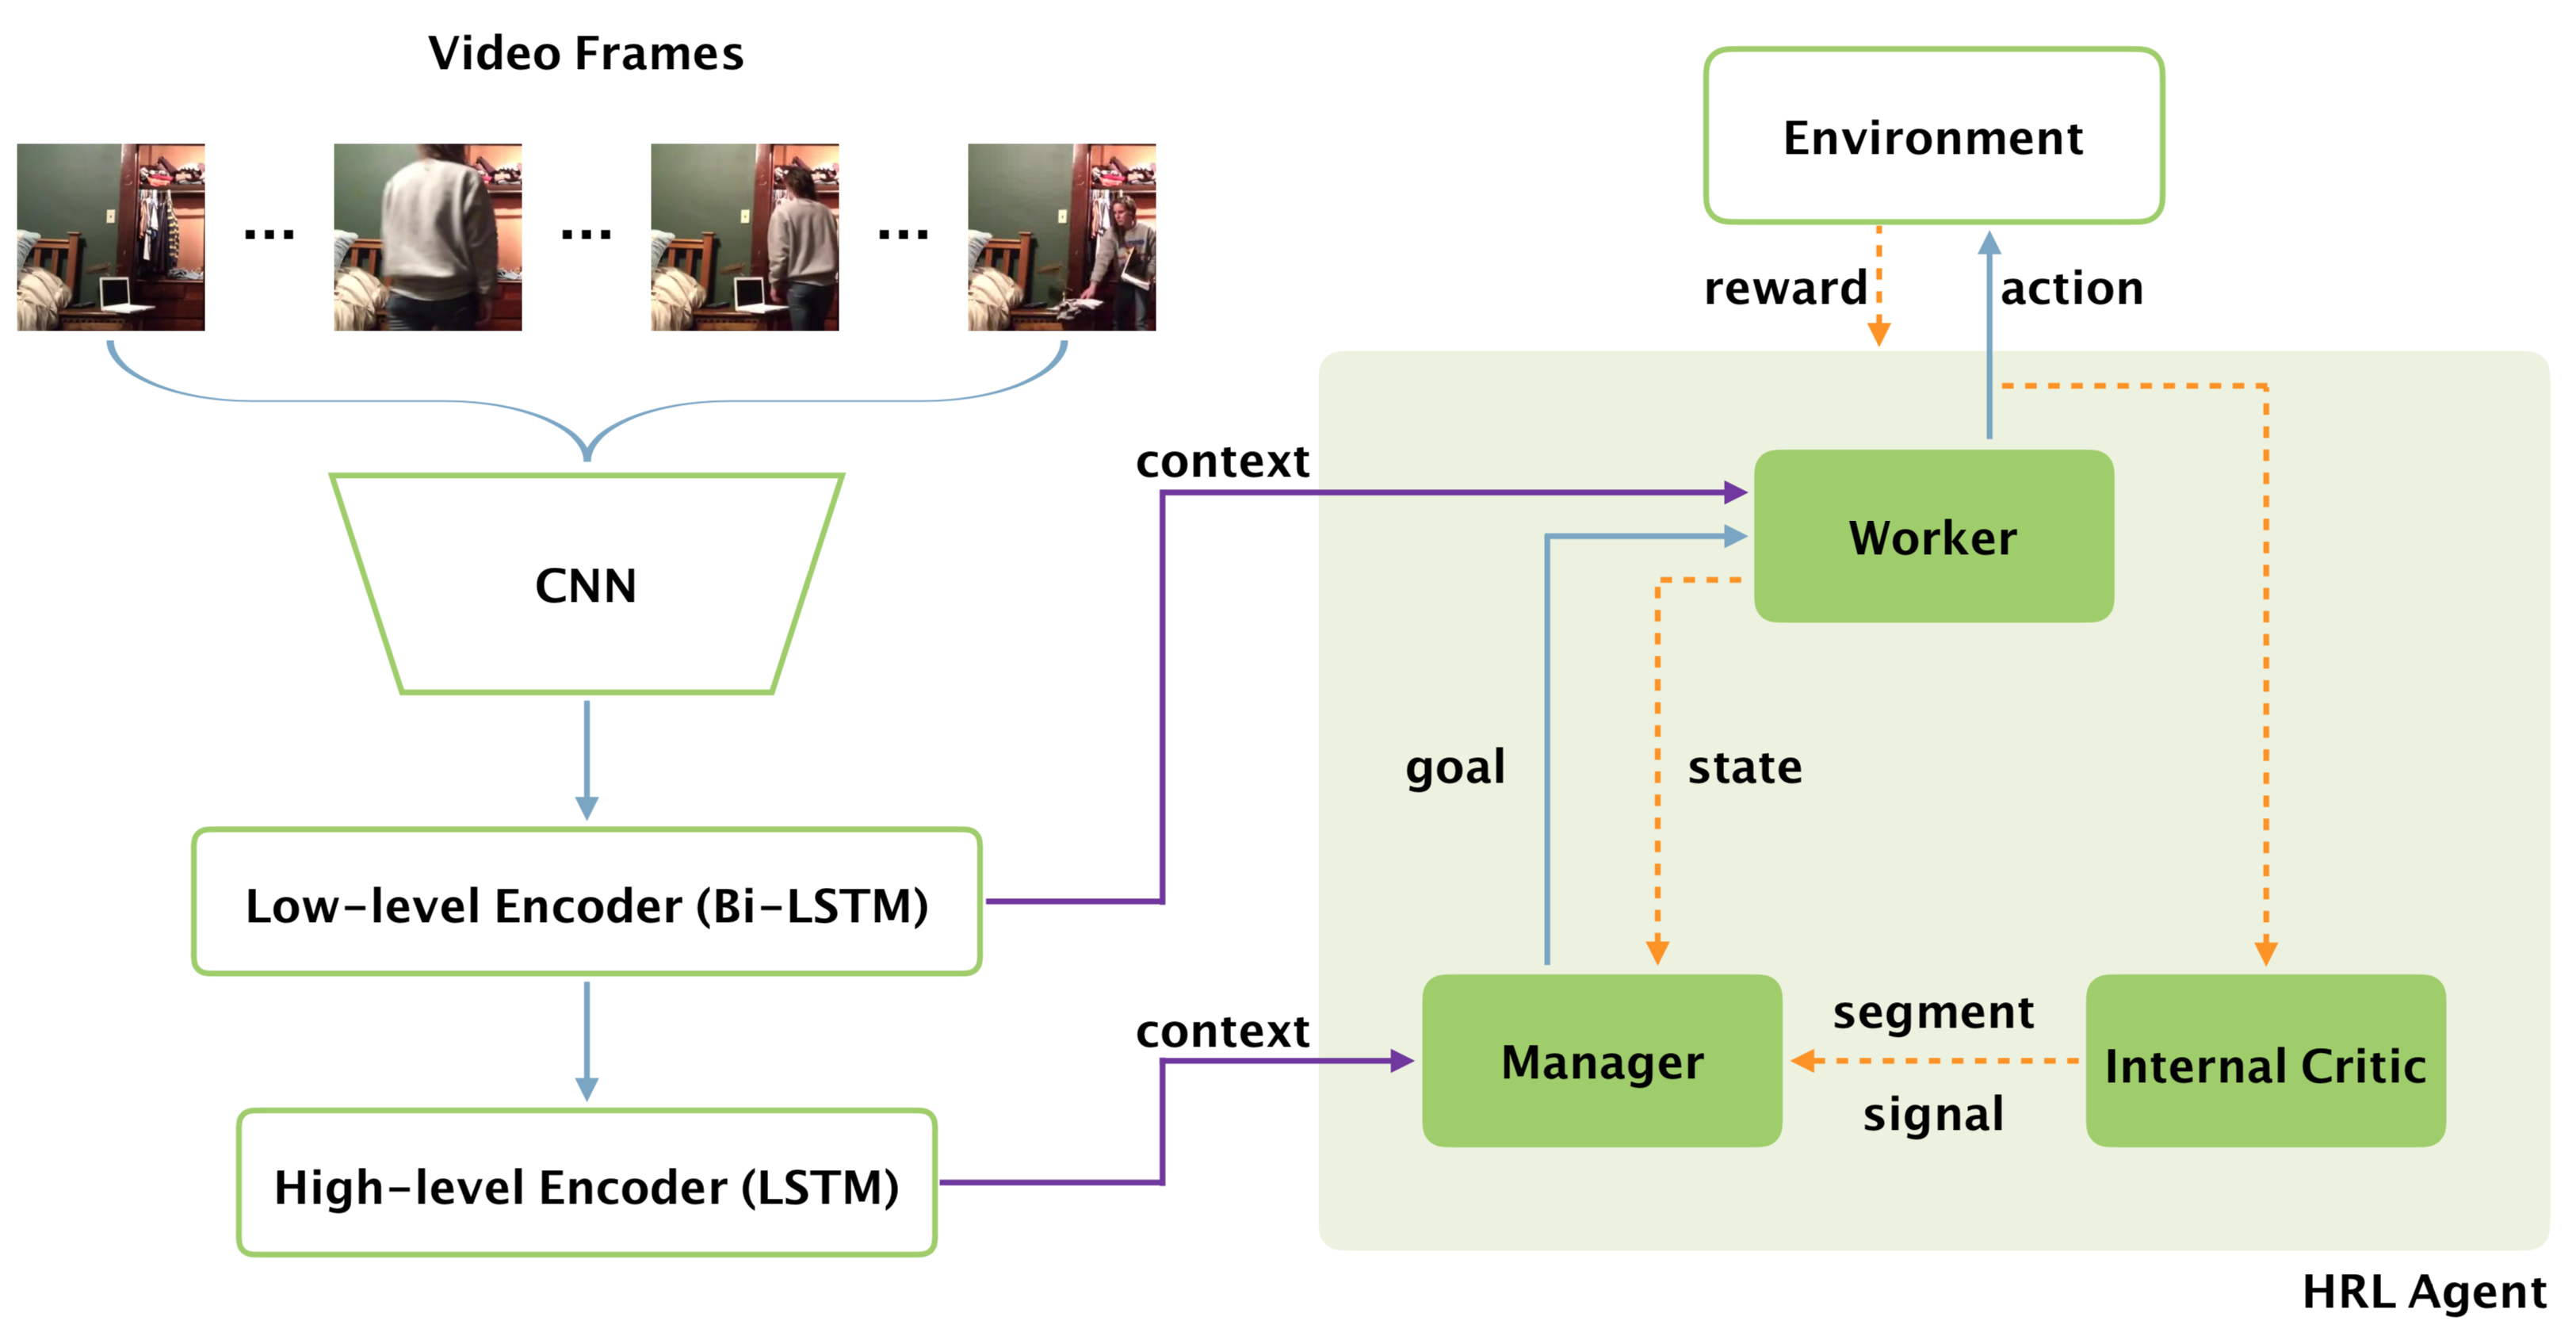 Video Frames
... ... ...
CNN
Low-level Encoder (Bi-LSTM)
High-level Encoder (LSTM)
context
context
Environment
reward
action
Worker
goal
state
Manager
segment
signal
Internal Critic
HRL Agent